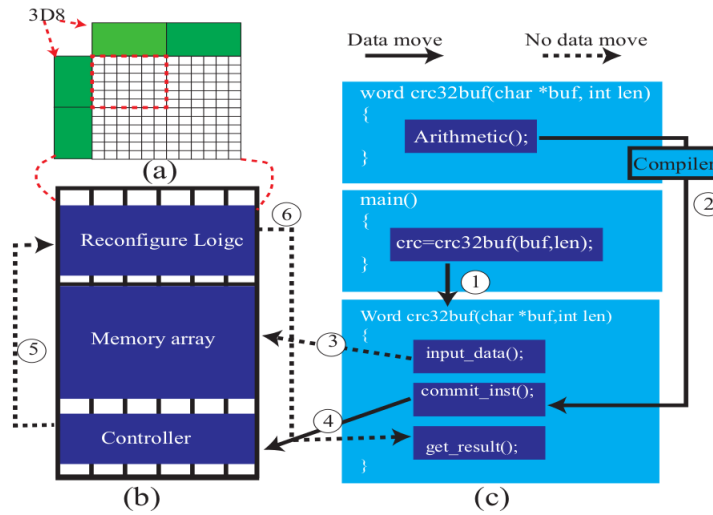 3D8
(a)
Reconfigure Loigc
Memory array
Controller
(b)
5
6
3
4
Data move
No data move
word crc32buf(char *buf, int len)
{
Arithmetic();
}
Compiler
2
main()
{
crc=crc32buf(buf,len);
}
1
Word crc32buf(char *buf,int len)
{
input_data();
commit_inst();
get_result();
}
(c)